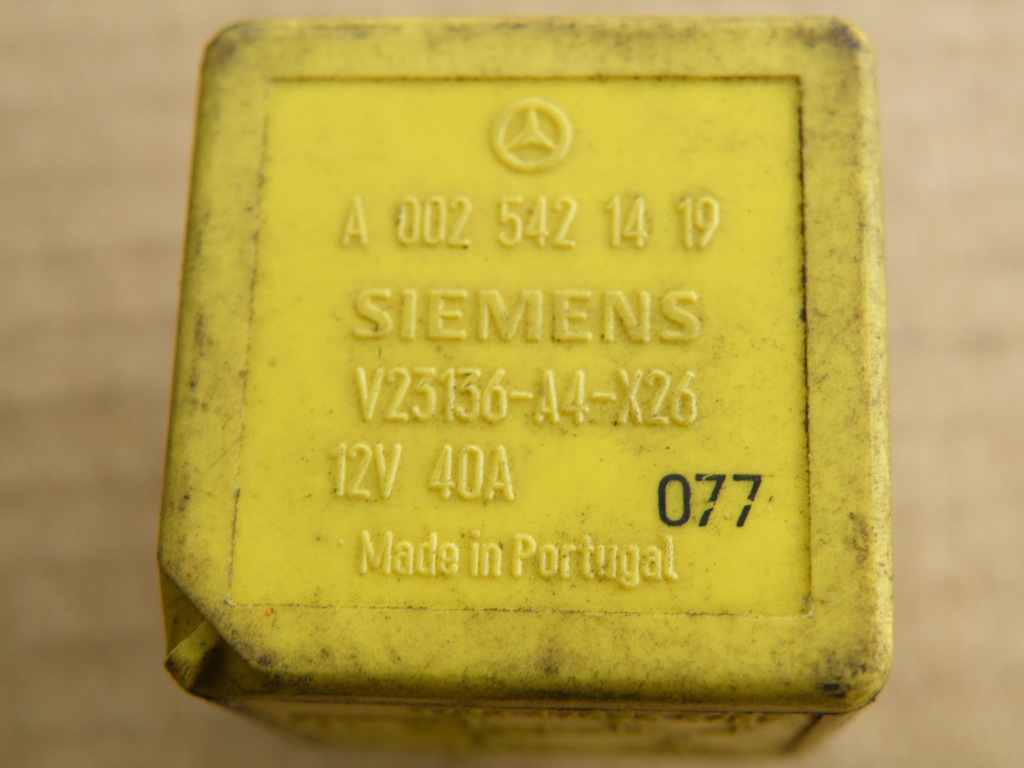 A 002 542 14 19
SIEMENS
V23136-A4-X26
12V 40A
077
Made in Portugal